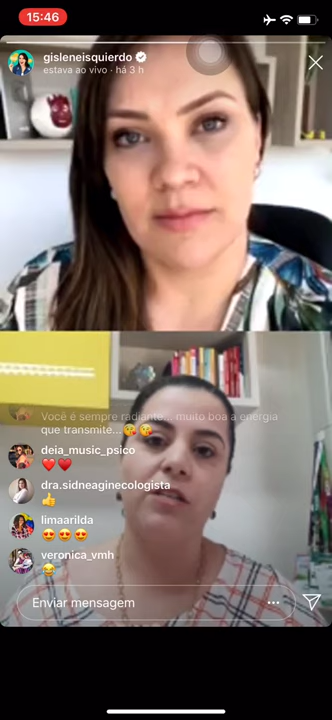 15:46
gisleneisquierdo
estava ao vivo · há 3 h
Você é sempre radiante... muito boa a energia
que transmite...😘😘
deia_music_psico
❤️❤️
dra.sidneaginecologista
👍
limaarilda
😍😍😍
veronica_vmh
😂
Enviar mensagem